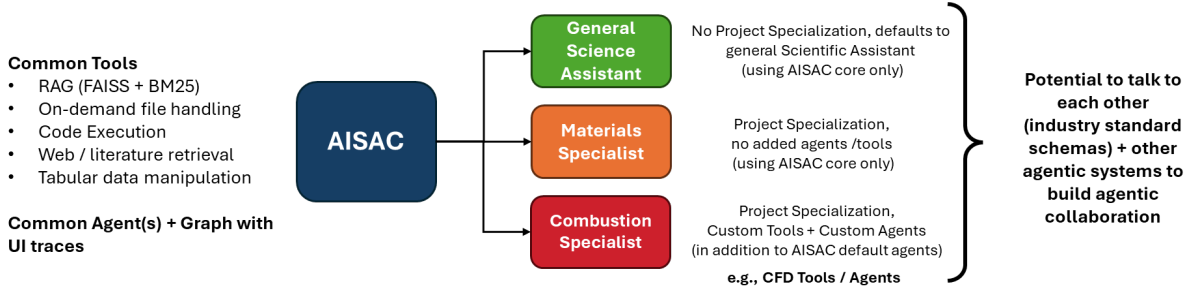 Common Tools
• RAG (FAISS + BM25)
• On-demand file handling
• Code Execution
• Web / literature retrieval
• Tabular data manipulation
Common Agent(s) + Graph with
UI traces
AISAC
General
Science
Assistant
No Project Specialization, defaults to
general Scientific Assistant
(using AISAC core only)
Materials
Specialist
Project Specialization,
no added agents /tools
(using AISAC core only)
Combustion
Specialist
Project Specialization,
Custom Tools + Custom Agents
(in addition to AISAC default agents)
e.g., CFD Tools / Agents
Potential to talk to
each other
(industry standard
schemas) + other
agentic systems to
build agentic
collaboration